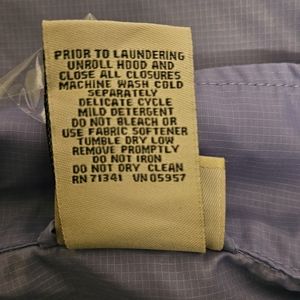 PRIOR TO LAUNDERING
UNROLL HOOD AND
CLOSE ALL CLOSURES
MACHINE WASH COLD
SEPARATELY
DELICATE CYCLE
MILD DETERGENT
DO NOT BLEACH OR
USE FABRIC SOFTENER
TUMBLE DRY LOW
REMOVE PROMPTLY
DO NOT IRON
DO NOT DRY CLEAN
RN 71341 UN 05957